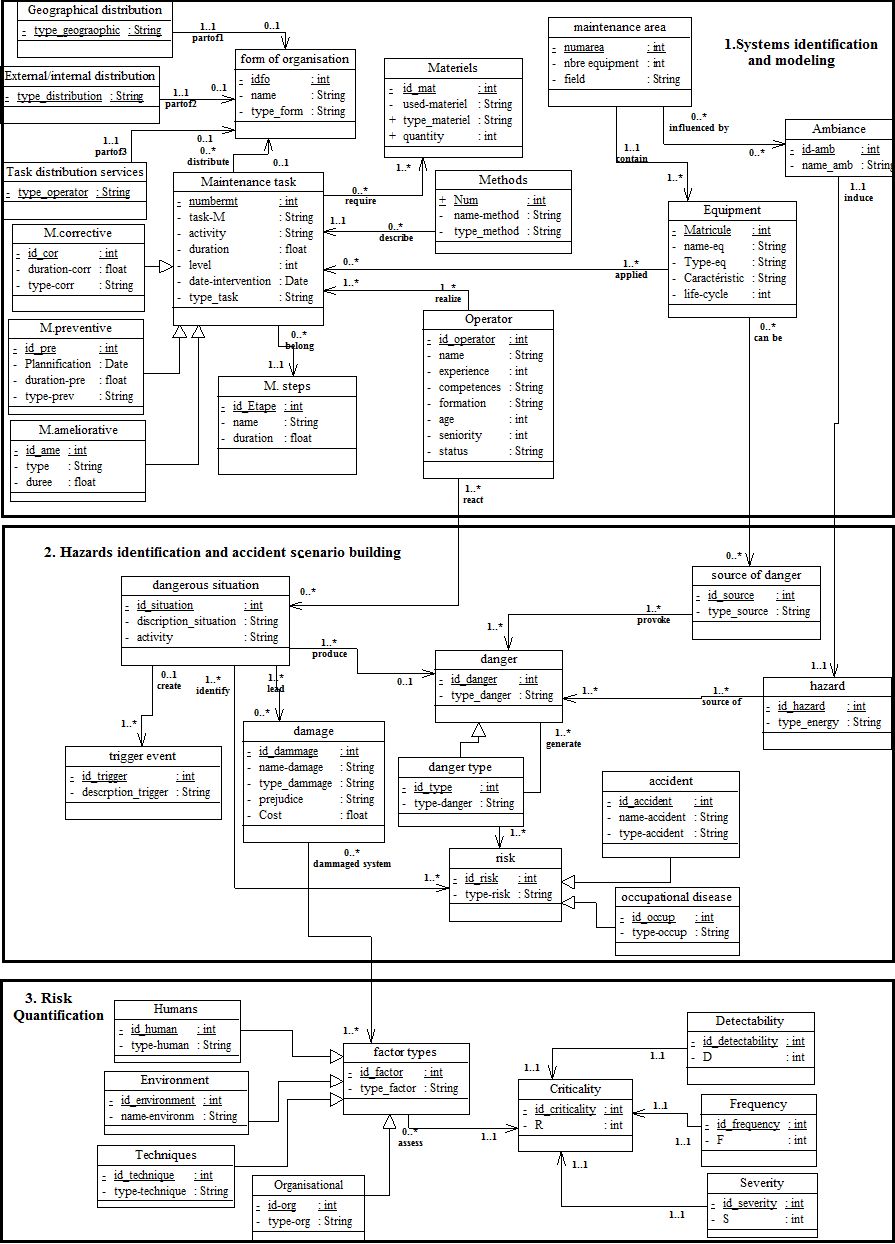 Geographical distribution
- type_geograophic : String
1..1
partof1
0..1
External/internal distribution
- type_distribution : String
1..1
partof2
0..1
Task distribution services
- type_operator : String
1..1
partof3
0..1
form of organisation
- idfo : int
- name : String
- type_form : String
0..*
distribute
0..1
Materiels
- id_mat : int
- used-materiel : String
+ type_materiel : String
+ quantity : int
1..*
maintenance area
- numarea : int
- nbre equipment : int
- field : String
1.Systems identification
and modeling
0..*
influenced by
0..*
1..1
contain
1..*
Ambiance
- id-amb : int
- name_amb : String
1..1
induce
Maintenance task
- numbermt : int
- task-M : String
- activity : String
- duration : float
- level : int
- date-intervention : Date
- type_task : String
0..*
require
Methods
+ Num : int
- name-method : String
- type_method : String
1..1
0..*
describe
Equipment
- Matricule : int
- name-eq : String
- Type-eq : String
- Caractéristic : String
- life-cycle : int
0..*
1..*
applied
0..*
can be
M.corrective
- id_cor : int
- duration-corr : float
- type-corr : String
M.preventive
- id_pre : int
- Plannification : Date
- duration-pre : float
- type-prev : String
M.ameliorative
- id_ame : int
- type : String
- duree : float
0..*
belong
1..1
M. steps
- id_Etape : int
- name : String
- duration : float
1..*
1..*
realize
Operator
- id_operator : int
- name : String
- experience : int
- competences : String
- formation : String
- age : int
- seniority : int
- status : String
1..*
react
2. Hazards identification and accident scenario building
dangerous situation
- id_situation : int
- discription_situation : String
- activity : String
0..*
0..*
source of danger
- id_source : int
- type_source : String
1..*
provoke
1..*
1..*
produce
0..1
danger
- id_danger : int
- type_danger : String
1..1
hazard
- id_hazard : int
- type_energy : String
1..*
source of
1..*
0..1
create
1..*
identify
1..*
lead
1..*
0..*
trigger event
- id_trigger : int
- descrption_trigger : String
damage
- id_dammage : int
- name-damage : String
- type_dammage : String
- prejudice : String
- Cost : float
1..*
generate
danger type
- id_type : int
- type-danger : String
1..*
accident
- id_accident : int
- name-accident : String
- type-accident : String
0..*
dammaged system
1..*
risk
- id_risk : int
- type-risk : String
occupational disease
- id_occup : int
- type-occup : String
3. Risk
Quantification
Humans
- id_human : int
- type-human : String
1..*
factor types
- id_factor : int
- type_factor : String
Environment
- id_environment : int
- name-environm : String
Techniques
- id_technique : int
- type-technique : String
Organisational
- id-org : int
- type-org : String
0..*
assess
1..1
Criticality
- id_criticality : int
- R : int
1..1
1..1
Detectability
- id_detectability : int
- D : int
1..1
1..1
Frequency
- id_frequency : int
- F : int
1..1
1..1
Severity
- id_severity : int
- S : int